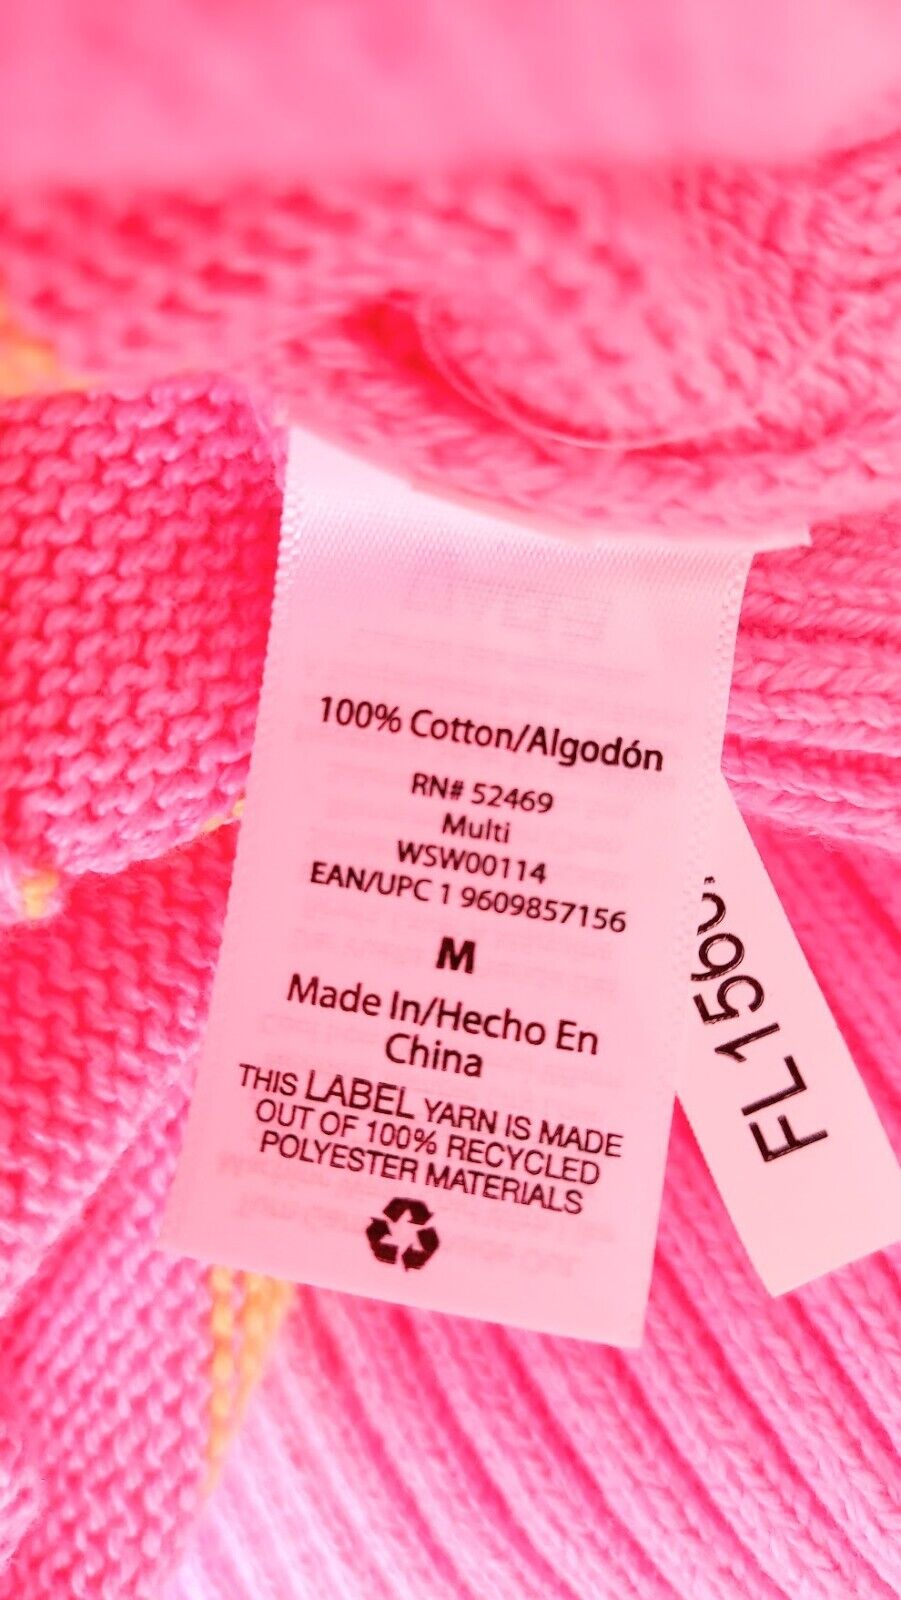 100% Cotton/Algodón
RN# 52469
Multi
WSW00114
EAN/UPC 1 9609857156
M
Made In/Hecho En
China
THIS LABEL YARN IS MADE
OUT OF 100% RECYCLED
POLYESTER MATERIALS
FL 156